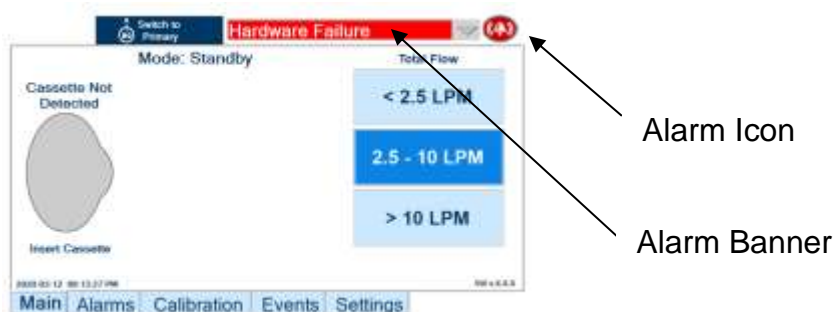 Switch to
Primary
Hardware Failure
Mode: Standby
Total Flow
Cassette Not
Detected
< 2.5 LPM
2.5 - 10 LPM
> 10 LPM
Insert Cassette
Main
Alarms
Calibration
Events
Settings
Alarm Icon
Alarm Banner